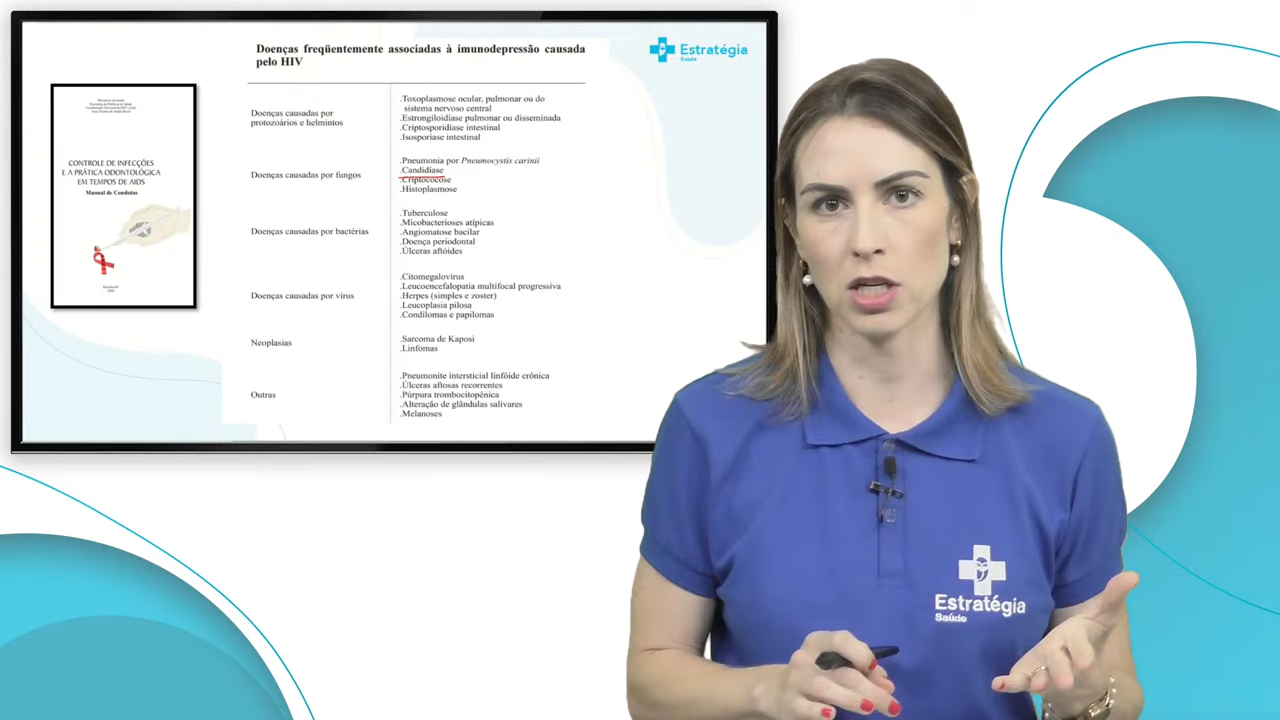 Doenças freqüentemente associadas à imunodepressão causada
pelo HIV
Estratégia
Saúde
Ministério da Saúde
CONTROLE DE INFECÇÕES
E A PRÁTICA ODONTOLÓGICA
EM TEMPOS DE AIDS
Manual de Condutas
Doenças causadas por
protozoários e helmintos
.Toxoplasmose ocular, pulmonar ou do
sistema nervoso central
.Estrongiloidíase pulmonar ou disseminada
.Criptosporidíase intestinal
.Isosporíase intestinal
Doenças causadas por fungos
.Pneumonia por Pneumocystis carinii
.Candidíase
.Criptococose
.Histoplasmose
Doenças causadas por bactérias
.Tuberculose
.Micobacterioses atípicas
.Angiomatose bacilar
.Doença periodontal
.Úlceras aftóides
Doenças causadas por vírus
.Citomegalovírus
.Leucoencefalopatia multifocal progressiva
.Herpes (simples e zoster)
.Leucoplasia pilosa
.Condilomas e papilomas
Neoplasias
.Sarcoma de Kaposi
.Linfomas
Outras
.Pneumonite intersticial linfóide crônica
.Úlceras aftosas recorrentes
.Púrpura trombocitopênica
.Alteração de glândulas salivares
.Melanoses
Estratégia
Saúde